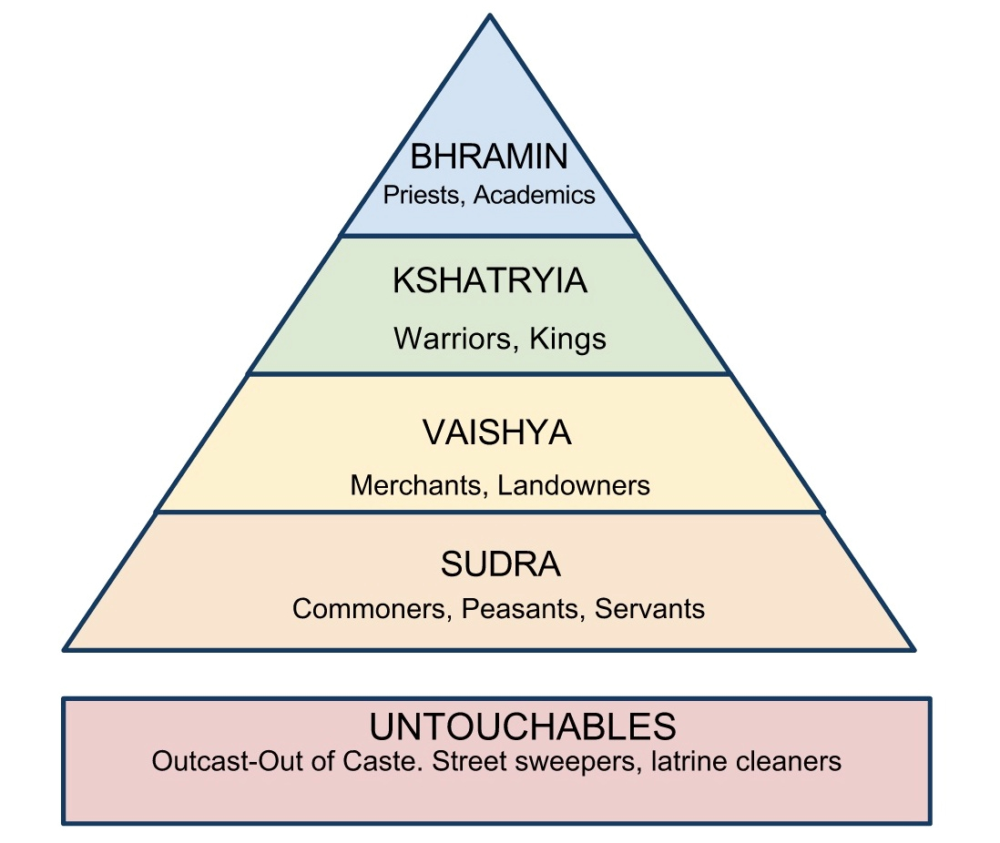 BHRAMIN
Priests, Academics
KSHATRYIA
Warriors, Kings
VAISHYA
Merchants, Landowners
SUDRA
Commoners, Peasants, Servants
UNTOUCHABLES
Outcast-Out of Caste. Street sweepers, latrine cleaners